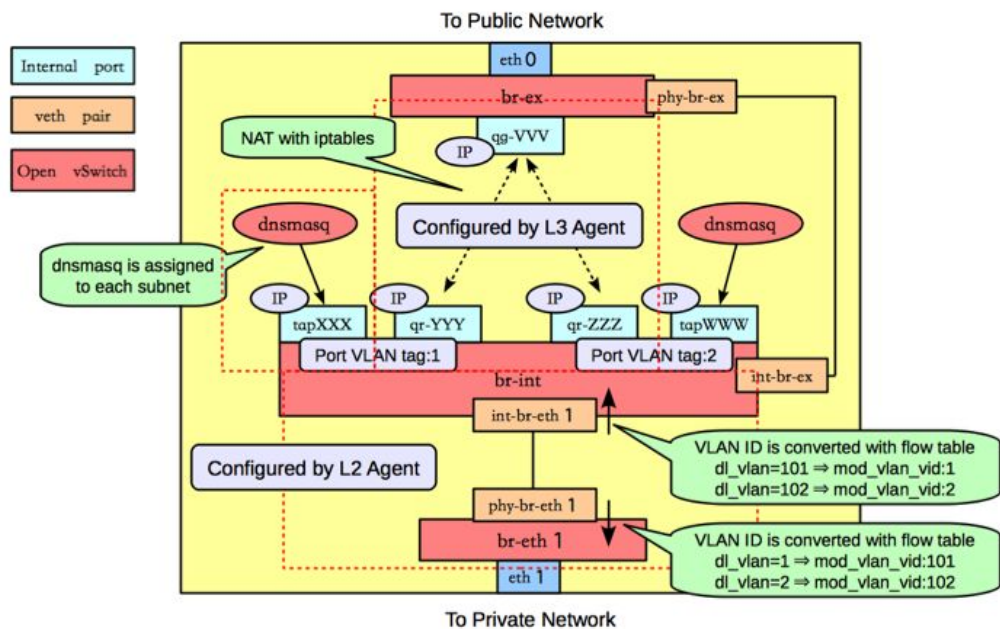 To Public Network
Internal port
veth pair
Open vSwitch
eth 0
br-ex
phy-br-ex
NAT with iptables
qg-VVV
IP
dnsmasq
Configured by L3 Agent
dnsmasq
dnsmasq is assigned
to each subnet
IP
IP
IP
IP
tapXXX
qr-YYY
qr-ZZZ
tapWWW
Port VLAN tag:1
Port VLAN tag:2
br-int
int-br-ex
int-br-eth 1
Configured by L2 Agent
VLAN ID is converted with flow table
dl_vlan=101 ⇒ mod_vlan_vid:1
dl_vlan=102 ⇒ mod_vlan_vid:2
phy-br-eth 1
br-eth 1
VLAN ID is converted with flow table
dl_vlan=1 ⇒ mod_vlan_vid:101
dl_vlan=2 ⇒ mod_vlan_vid:102
eth 1
To Private Network